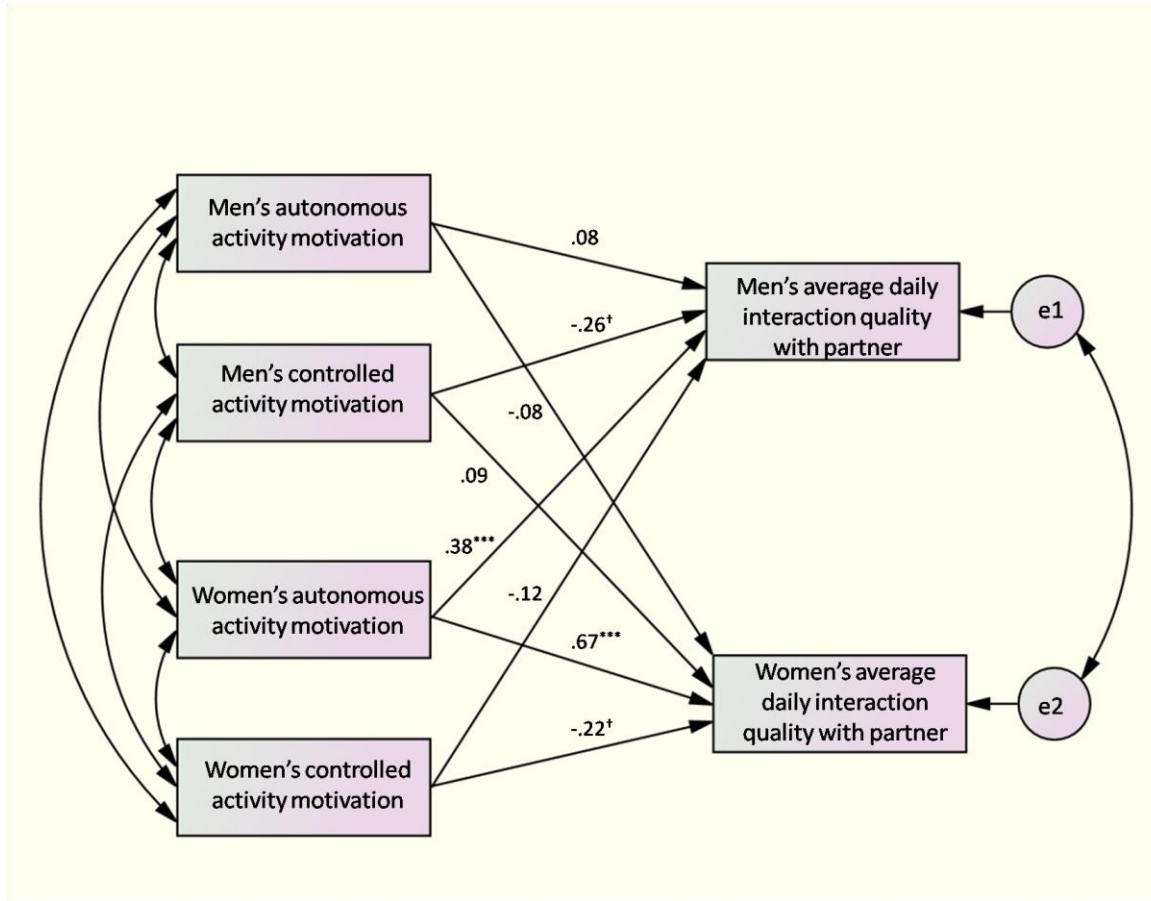 Men’s autonomous
activity motivation
.08
Men’s average daily
interaction quality
with partner
e1
-.26†
Men’s controlled
activity motivation
-.08
.09
.38***
Women’s autonomous
activity motivation
-.12
.67***
Women’s average
daily interaction
quality with partner
e2
-.22†
Women’s controlled
activity motivation